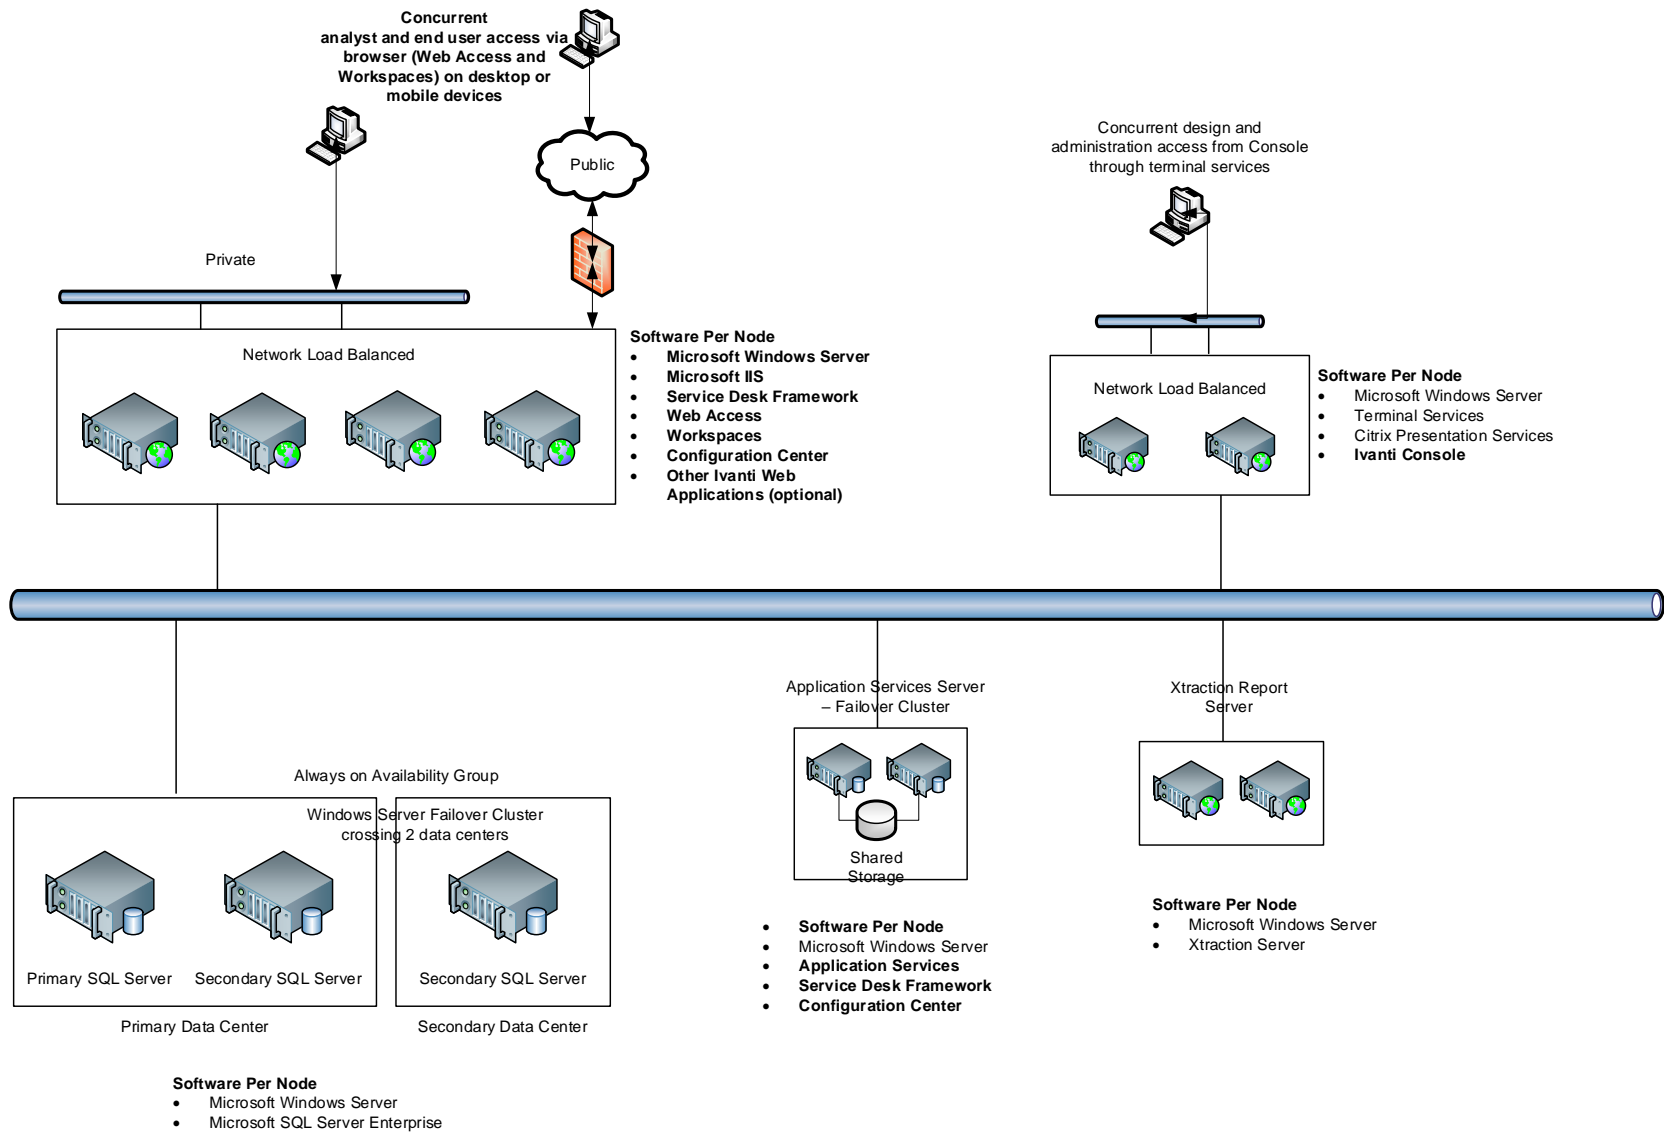 Concurrent
analyst and end user access via
browser (Web Access and
Workspaces) on desktop or
mobile devices
Public
Private
Network Load Balanced
Software Per Node
• Microsoft Windows Server
• Microsoft IIS
• Service Desk Framework
• Web Access
• Workspaces
• Configuration Center
• Other Ivanti Web
Applications (optional)
Concurrent design and
administration access from Console
through terminal services
Network Load Balanced
Software Per Node
• Microsoft Windows Server
• Terminal Services
• Citrix Presentation Services
• Ivanti Console
Always on Availability Group
Windows Server Failover Cluster
crossing 2 data centers
Primary SQL Server
Secondary SQL Server
Secondary SQL Server
Primary Data Center
Secondary Data Center
Software Per Node
• Microsoft Windows Server
• Microsoft SQL Server Enterprise
Application Services Server
– Failover Cluster
Shared
Storage
• Software Per Node
• Microsoft Windows Server
• Application Services
• Service Desk Framework
• Configuration Center
Xtraction Report
Server
Software Per Node
• Microsoft Windows Server
• Xtraction Server